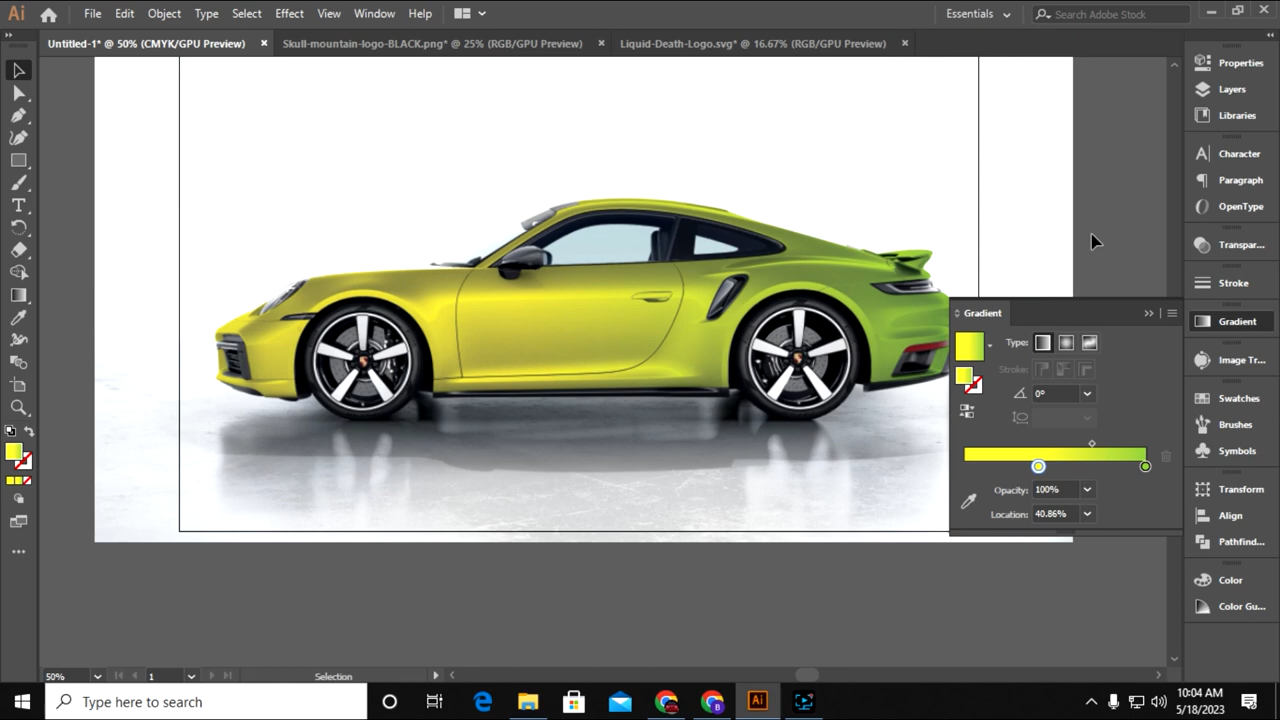 Ai File Edit Object Type Select Effect View Window Help Essentials Search Adobe Stock
Untitled-1* @ 50% (CMYK/GPU Preview) × Skull-mountain-logo-BLACK.png* @ 25% (RGB/GPU Preview) × Liquid-Death-Logo.svg* @ 16.67% (RGB/GPU Preview) ×
Properties
Layers
Libraries
Character
Paragraph
OpenType
Transpar...
Stroke
Gradient
Image Tr...
Swatches
Brushes
Symbols
Transform
Align
Pathfind...
Color
Color Gu...
Gradient
Type:
Stroke:
0°
Opacity: 100%
Location: 40.86%
50% 1 Selection
Type here to search
Ai
10:04 AM
5/18/2023